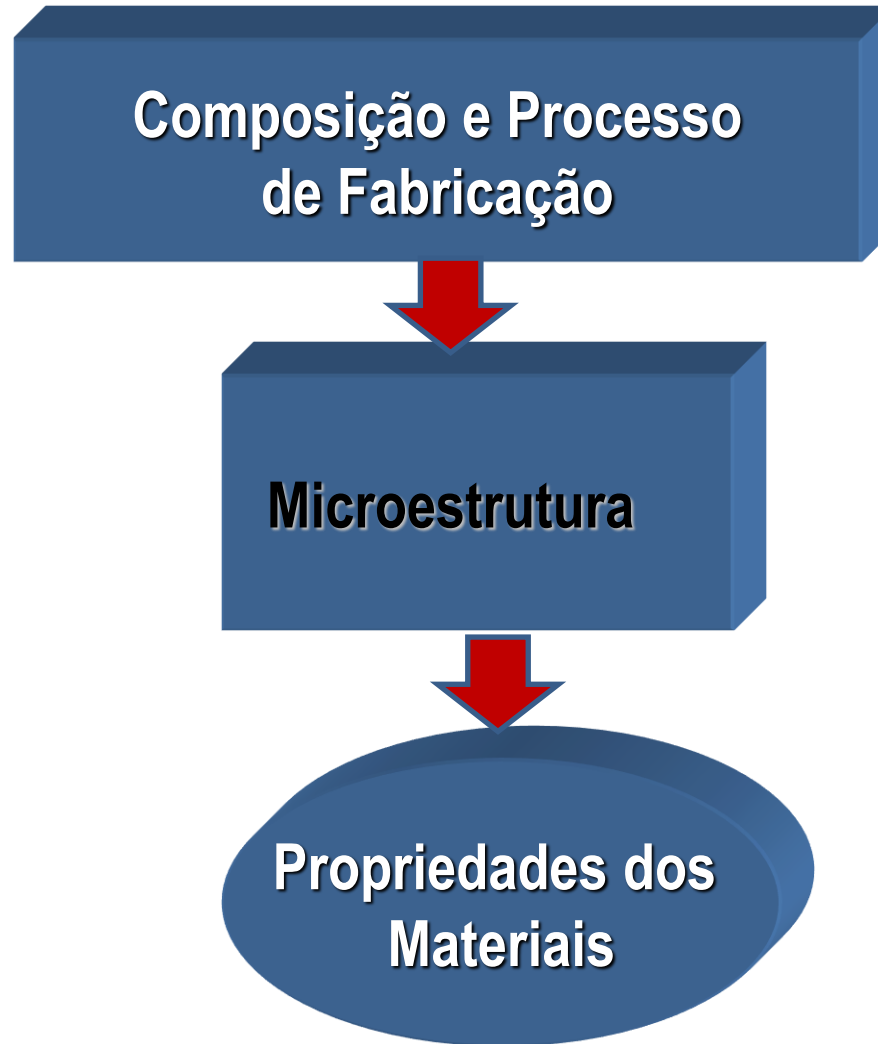 Composição e Processo
de Fabricação
Microestrutura
Propriedades dos
Materiais